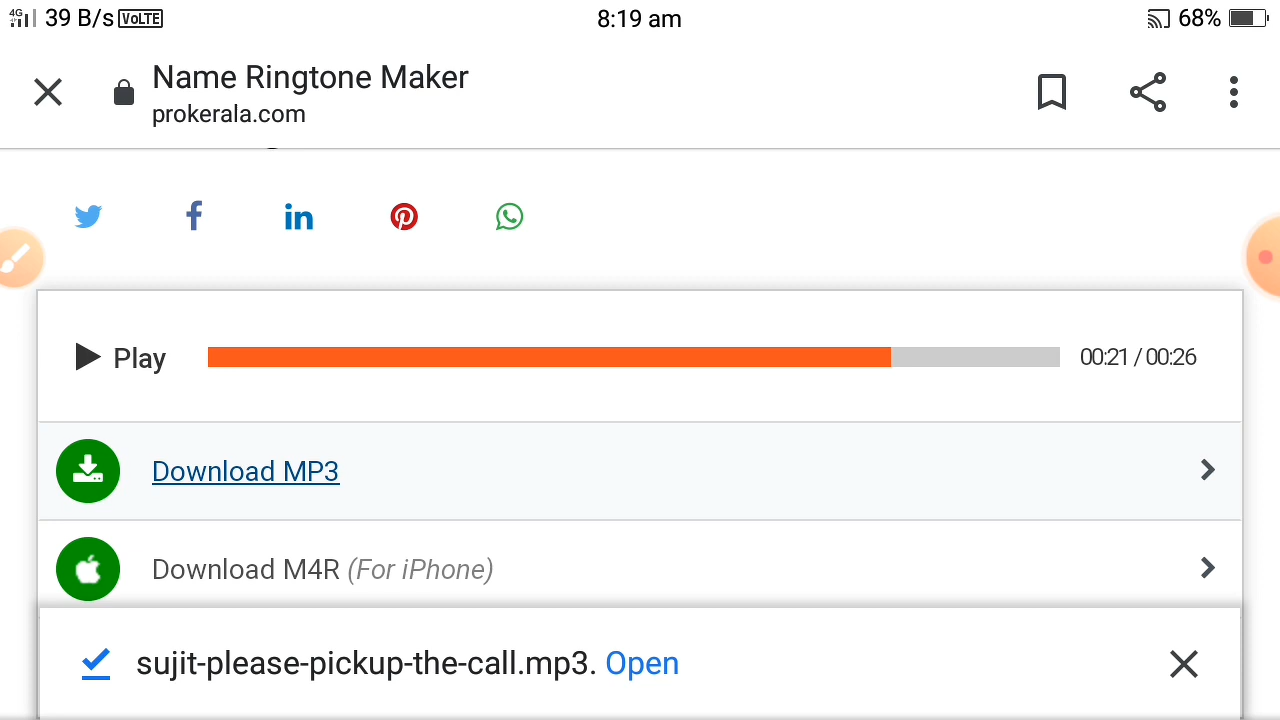 4G 39 B/s VoLTE 8:19 am 68%
Name Ringtone Maker
prokerala.com
Play 00:21 / 00:26
Download MP3
Download M4R (For iPhone)
sujit-please-pickup-the-call.mp3. Open